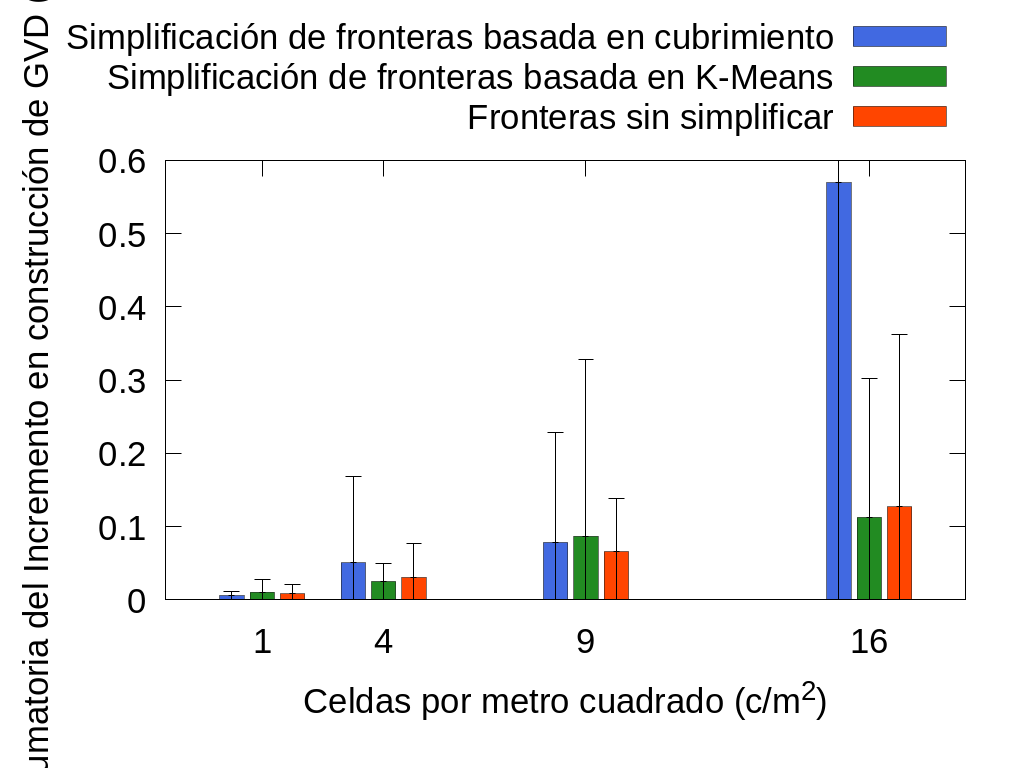 Simplificación de fronteras basada en cubrimiento
Simplificación de fronteras basada en K-Means
Fronteras sin simplificar
del Incremento en construcción de GVD
0.6
0.5
0.4
0.3
0.2
0.1
0
1 4 9 16
Celdas por metro cuadrado (c/m²)